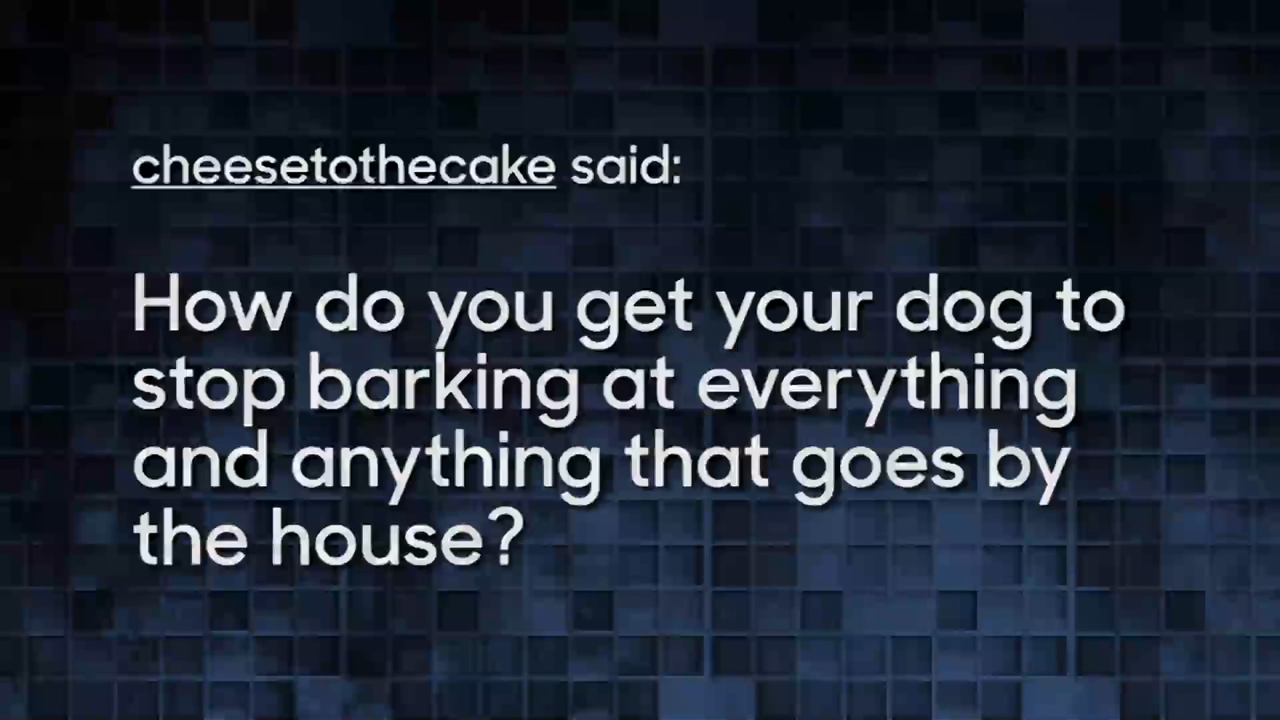 cheesetothecake said:
How do you get your dog to
stop barking at everything
and anything that goes by
the house?